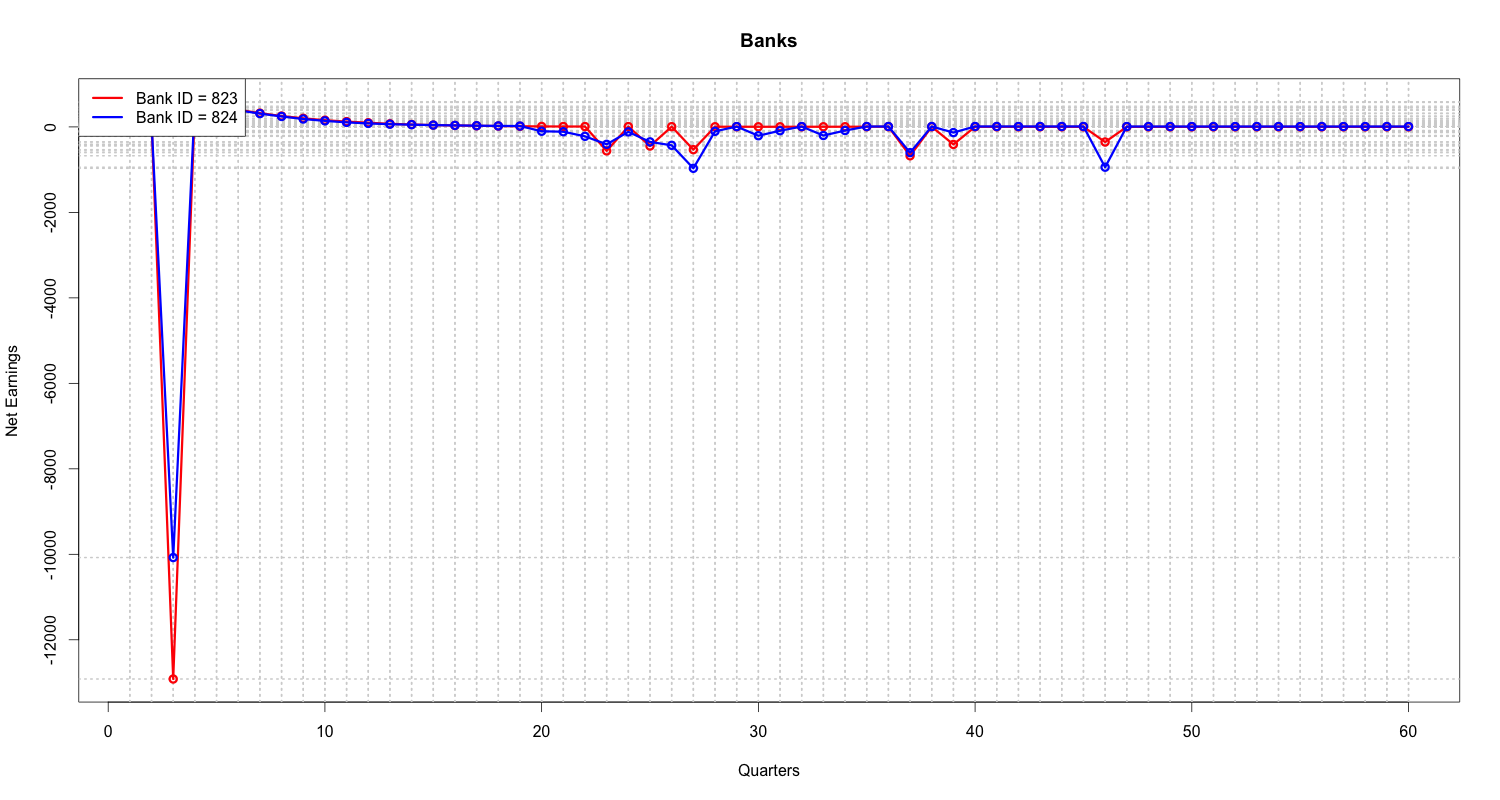 Banks
Bank ID = 823
Bank ID = 824
Net Earnings
0
-2000
-4000
-6000
-8000
-10000
-12000
0 10 20 30 40 50 60
Quarters